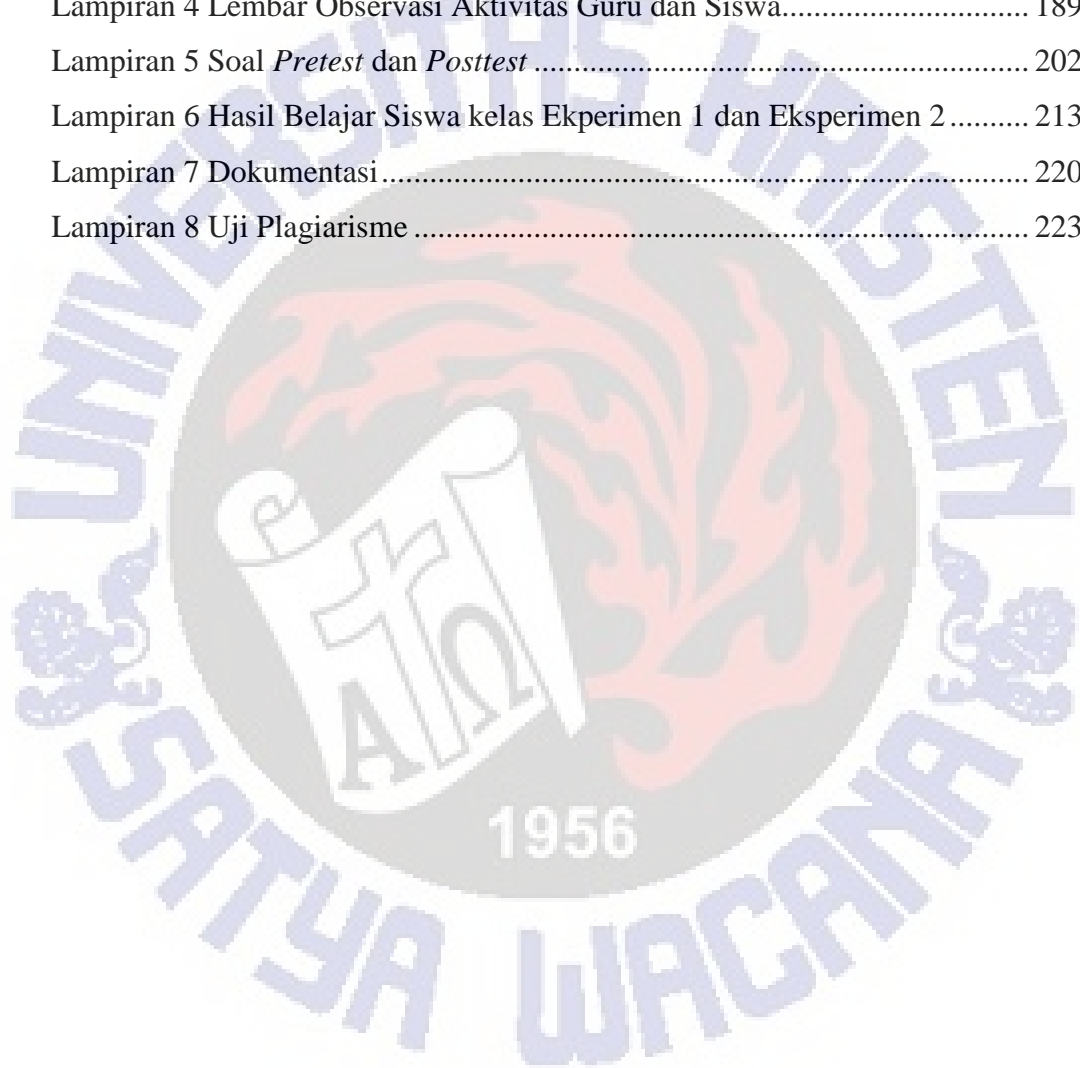 Lampiran 4 Lembar Observasi Aktivitas Guru dan Siswa............................... 189
Lampiran 5 Soal Pretest dan Posttest .............................................................. 202
Lampiran 6 Hasil Belajar Siswa kelas Ekperimen 1 dan Eksperimen 2 .......... 213
Lampiran 7 Dokumentasi................................................................................. 220
Lampiran 8 Uji Plagiarisme ............................................................................. 223
UNIVERSITAS KRISTEN
Α Ω
1956
SATYA WACANA